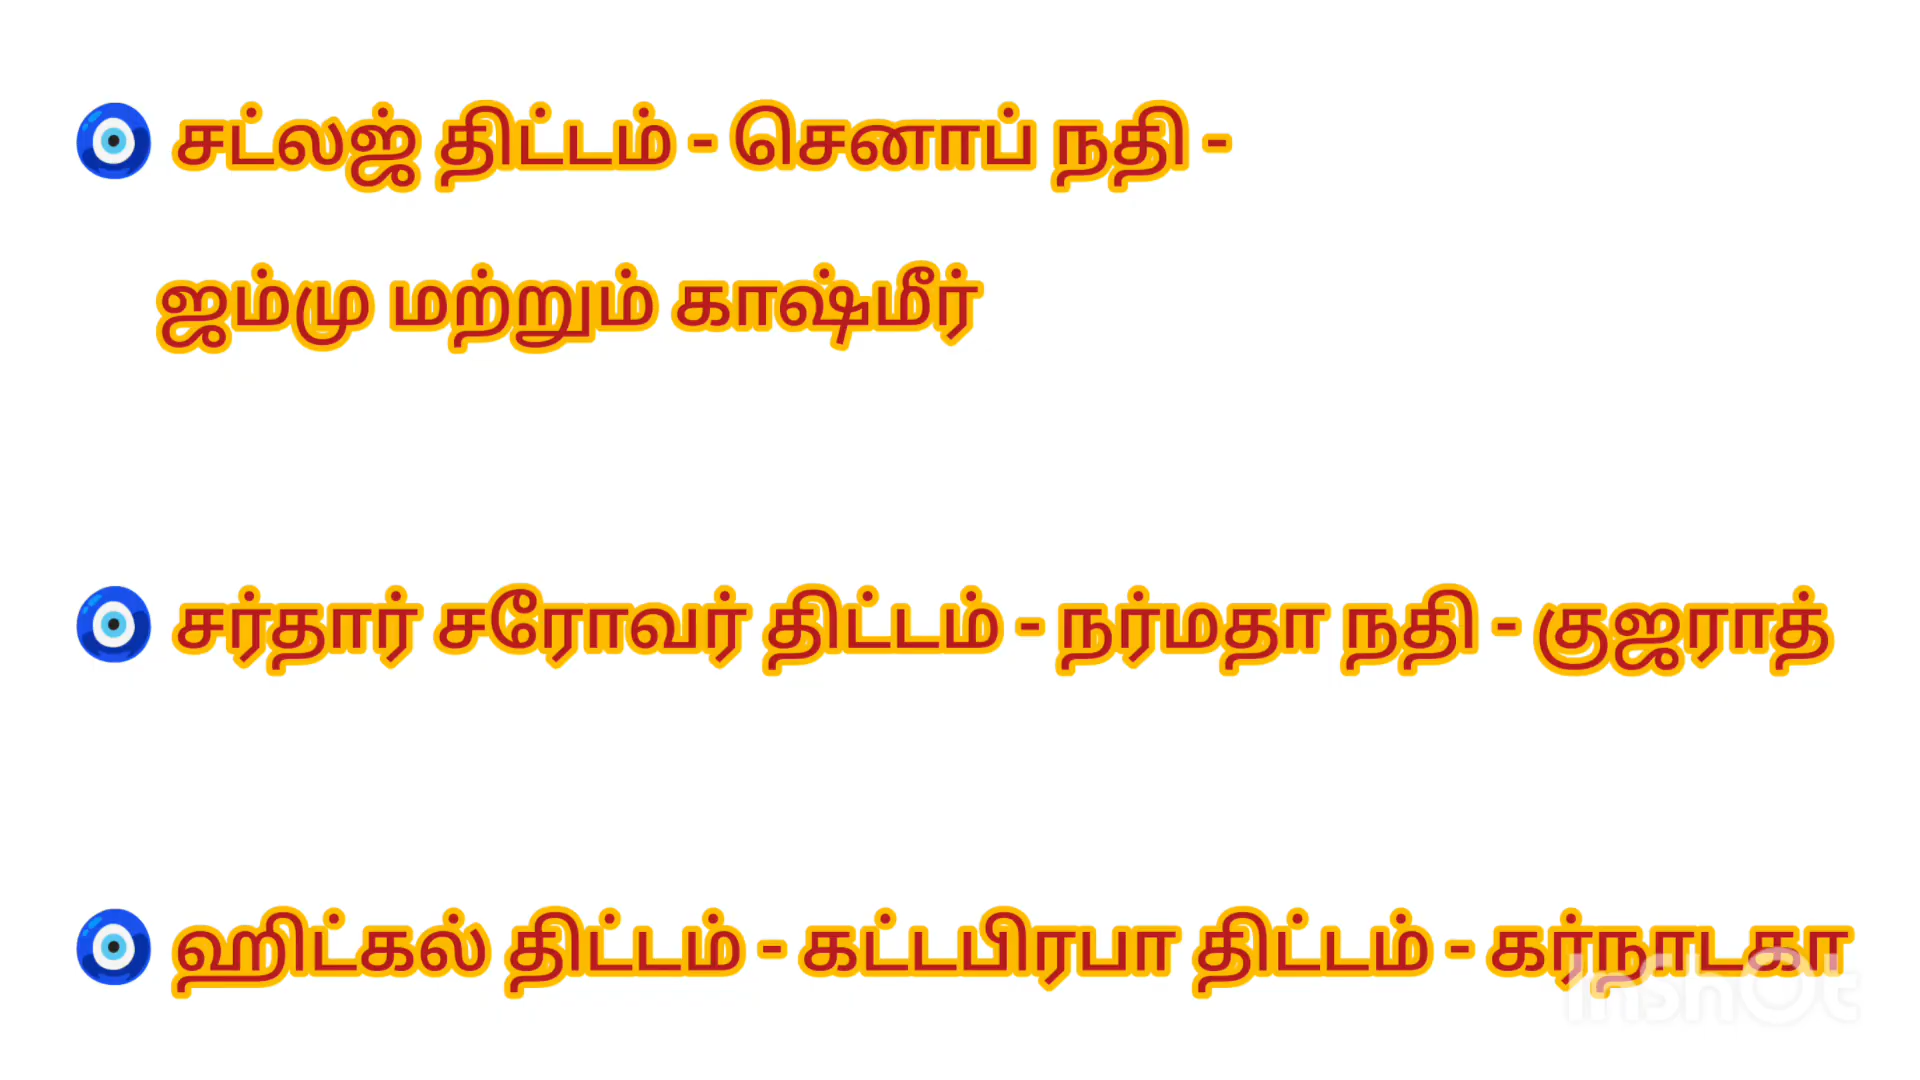 🧿 சட்லஜ் திட்டம் - செனாப் நதி -
ஜம்மு மற்றும் காஷ்மீர்
🧿 சர்தார் சரோவர் திட்டம் - நர்மதா நதி - குஜராத்
🧿 ஹிட்கல் திட்டம் - கட்டபிரபா திட்டம் - கர்நாடகா
InShOt